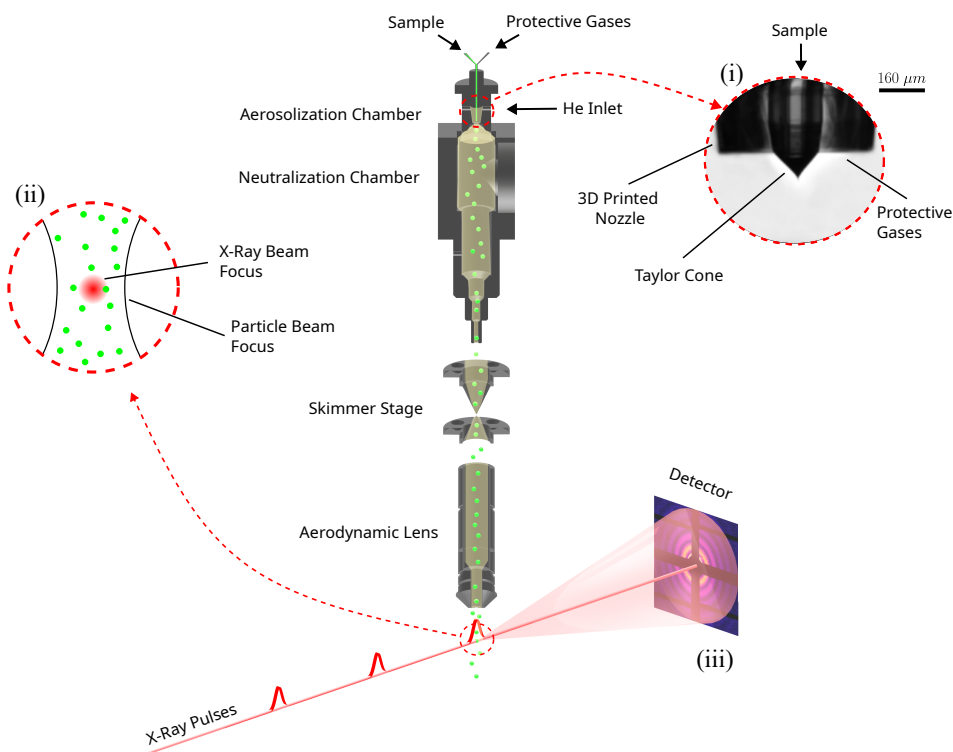 Sample
Protective Gases
Sample
(i)
160 μm
Aerosolization Chamber
He Inlet
Neutralization Chamber
3D Printed
Nozzle
Protective
Gases
Taylor Cone
(ii)
X-Ray Beam
Focus
Particle Beam
Focus
Skimmer Stage
Detector
Aerodynamic Lens
(iii)
X-Ray Pulses